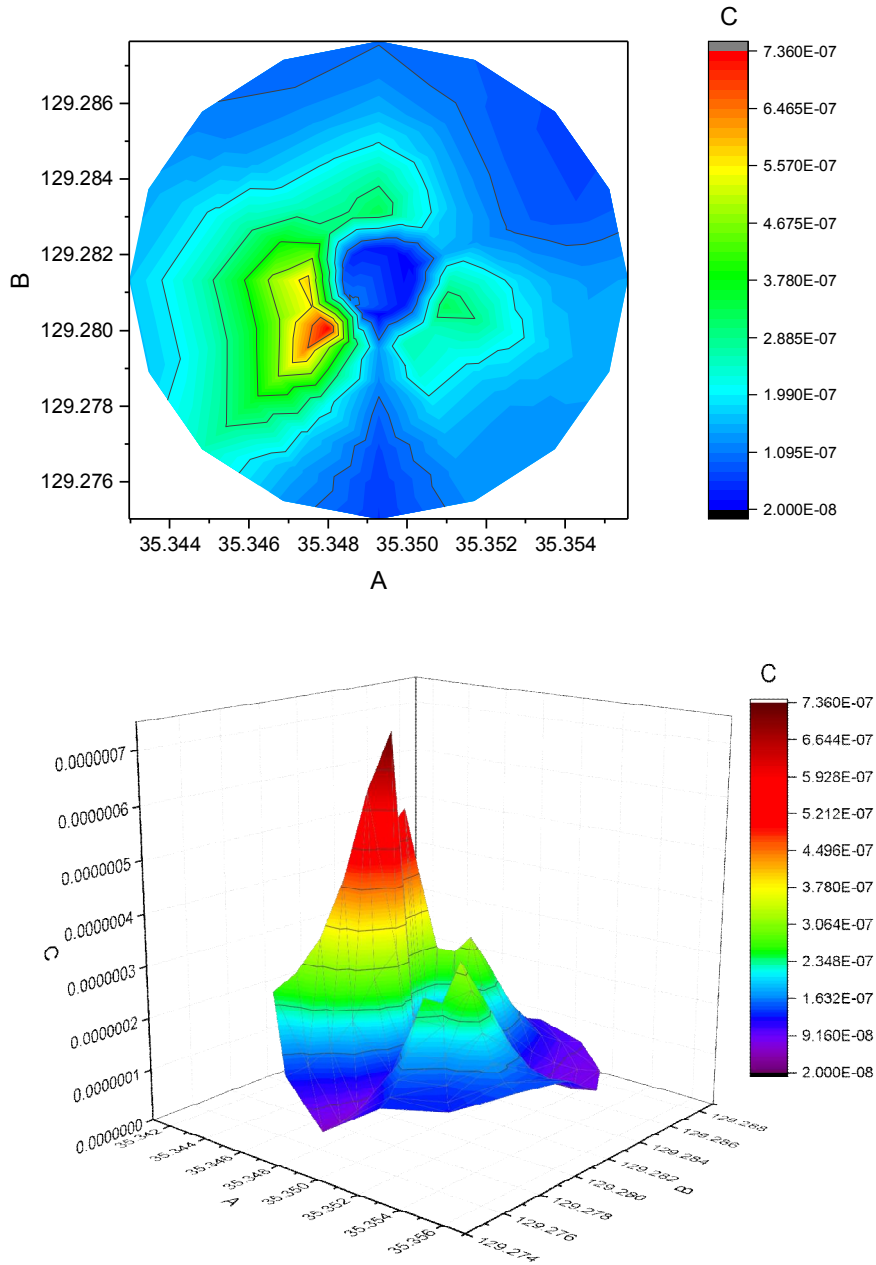 C
7.360E-07
6.465E-07
5.570E-07
4.675E-07
3.780E-07
2.885E-07
1.990E-07
1.095E-07
2.000E-08
B
129.286
129.284
129.282
129.280
129.278
129.276
35.344
35.346
35.348
35.350
35.352
35.354
A
C
7.360E-07
6.644E-07
5.928E-07
5.212E-07
4.496E-07
3.780E-07
3.064E-07
2.348E-07
1.632E-07
9.160E-08
2.000E-08
C
0.0000007
0.0000006
0.0000005
0.0000004
0.0000003
0.0000002
0.0000001
0.0000000
35.342
35.344
35.346
35.348
35.350
35.352
35.354
35.356
A
129.288
129.286
129.284
129.282
129.280
129.278
129.276
129.274
B